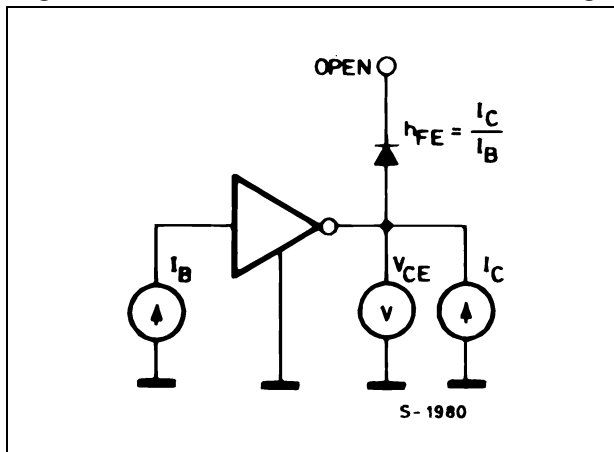 OPEN
hFE = IC
IB
IB
VCE
IC
V
S-1980